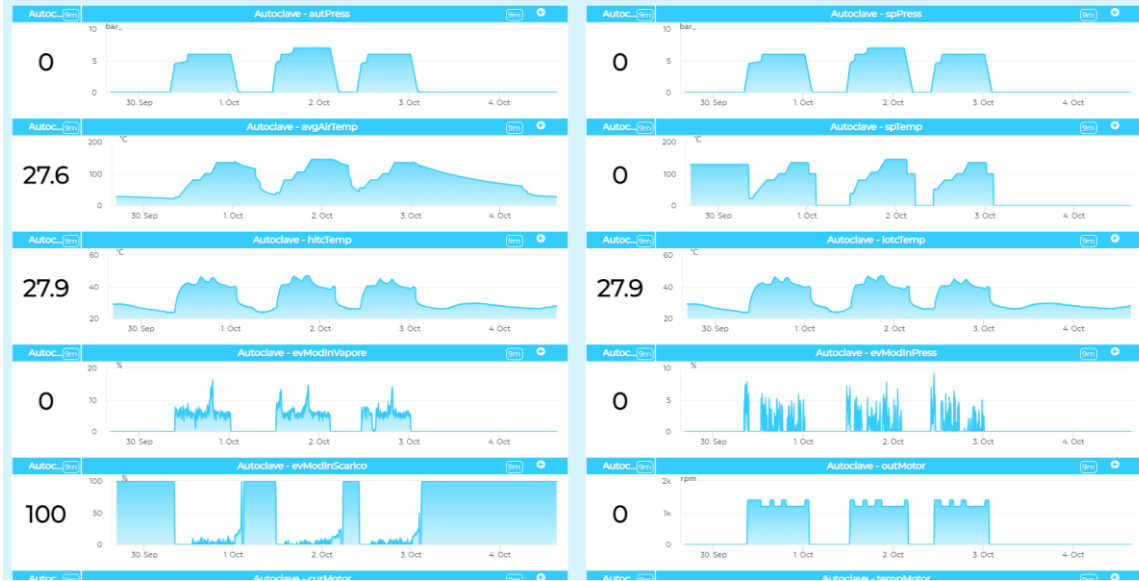 Autoc... 9m Autoclave - autPress 9m
bar_
10
5
0
0
30. Sep 1. Oct 2. Oct 3. Oct 4. Oct
Autoc... 9m Autoclave - spPress 9m
bar_
10
5
0
0
30. Sep 1. Oct 2. Oct 3. Oct 4. Oct
Autoc... 9m Autoclave - avgAirTemp 9m
°C
200
100
0
27.6
30. Sep 1. Oct 2. Oct 3. Oct 4. Oct
Autoc... 9m Autoclave - spTemp 9m
°C
200
100
0
0
30. Sep 1. Oct 2. Oct 3. Oct 4. Oct
Autoc... 9m Autoclave - hitcTemp 9m
°C
60
40
20
27.9
30. Sep 1. Oct 2. Oct 3. Oct 4. Oct
Autoc... 9m Autoclave - lotcTemp 9m
°C
60
40
20
27.9
30. Sep 1. Oct 2. Oct 3. Oct 4. Oct
Autoc... 9m Autoclave - evModInVapore 9m
%
20
10
0
0
30. Sep 1. Oct 2. Oct 3. Oct 4. Oct
Autoc... 9m Autoclave - evModInPress 9m
%
10
5
0
0
30. Sep 1. Oct 2. Oct 3. Oct 4. Oct
Autoc... 9m Autoclave - evModInScarico 9m
%
100
50
0
100
30. Sep 1. Oct 2. Oct 3. Oct 4. Oct
Autoc... 9m Autoclave - outMotor 9m
rpm
2k
1k
0
0
30. Sep 1. Oct 2. Oct 3. Oct 4. Oct
Autoc... 9m Autoclave - curMotor 9m
Autoc... 9m Autoclave - tempMotor 9m